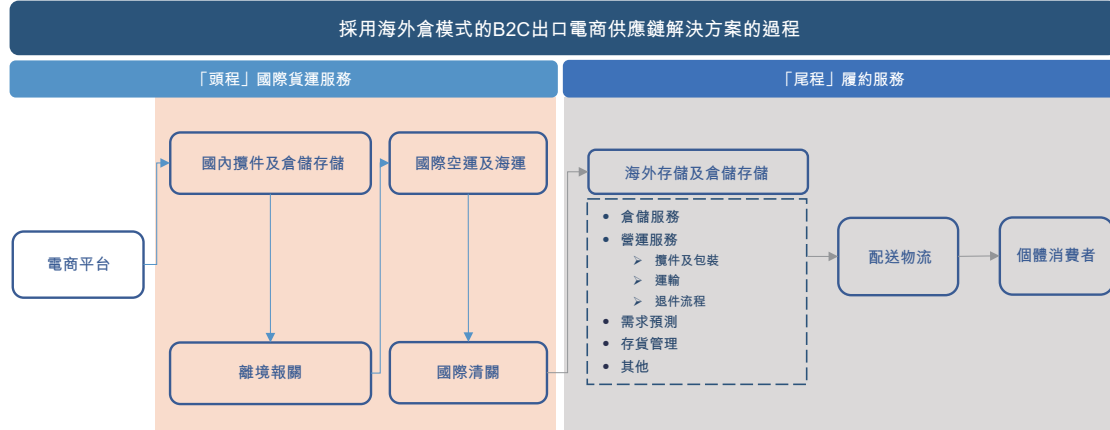 採用海外倉模式的B2C出口電商供應鏈解決方案的過程
「頭程」國際貨運服務
「尾程」履約服務
電商平台
國內攬件及倉儲存儲
離境報關
國際空運及海運
國際清關
海外存儲及倉儲存儲
• 倉儲服務
• 營運服務
➢ 攬件及包裝
➢ 運輸
➢ 退件流程
• 需求預測
• 存貨管理
• 其他
配送物流
個體消費者